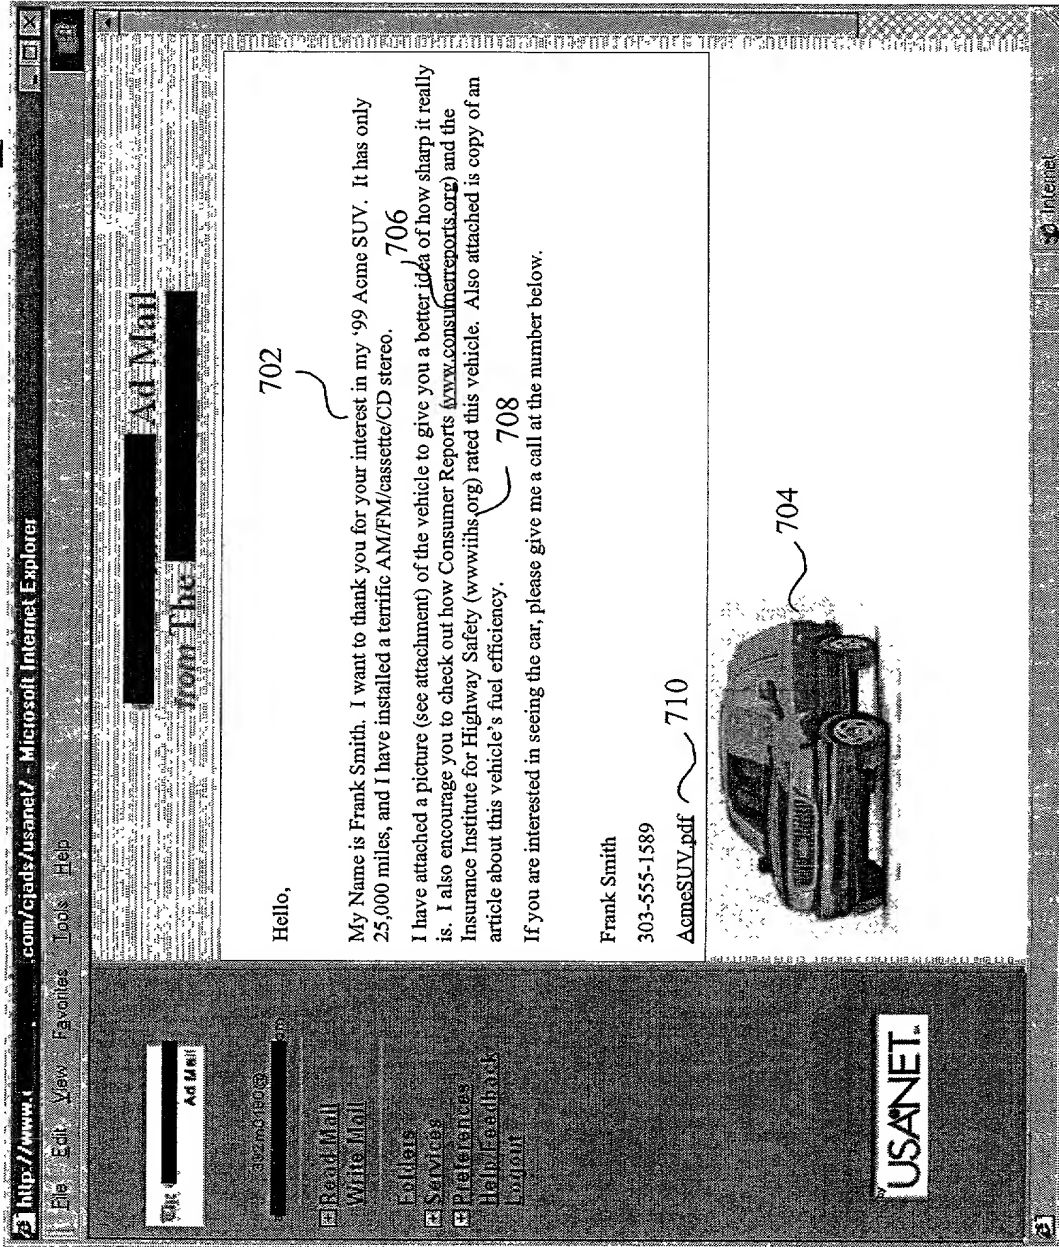 .com/cjads/usanet/ - Microsoft Internet Explorer
File Edit View Favorites Tools Help
Ad Mail
Ad Mail
from The
Read Mail
Write Mail
Folders
Services
Preferences
Help/Feedback
Logout
USA.NET
702
Hello,
My Name is Frank Smith. I want to thank you for your interest in my '99 Acme SUV. It has only
25,000 miles, and I have installed a terrific AM/FM/cassette/CD stereo.
706
I have attached a picture (see attachment) of the vehicle to give you a better idea of how sharp it really
is. I also encourage you to check out how Consumer Reports (www.consumerreports.org) and the
Insurance Institute for Highway Safety (wwwiihs.org) rated this vehicle. Also attached is copy of an
article about this vehicle's fuel efficiency.
708
If you are interested in seeing the car, please give me a call at the number below.
Frank Smith
303-555-1589
AcmeSUV.pdf
710
704
Internet